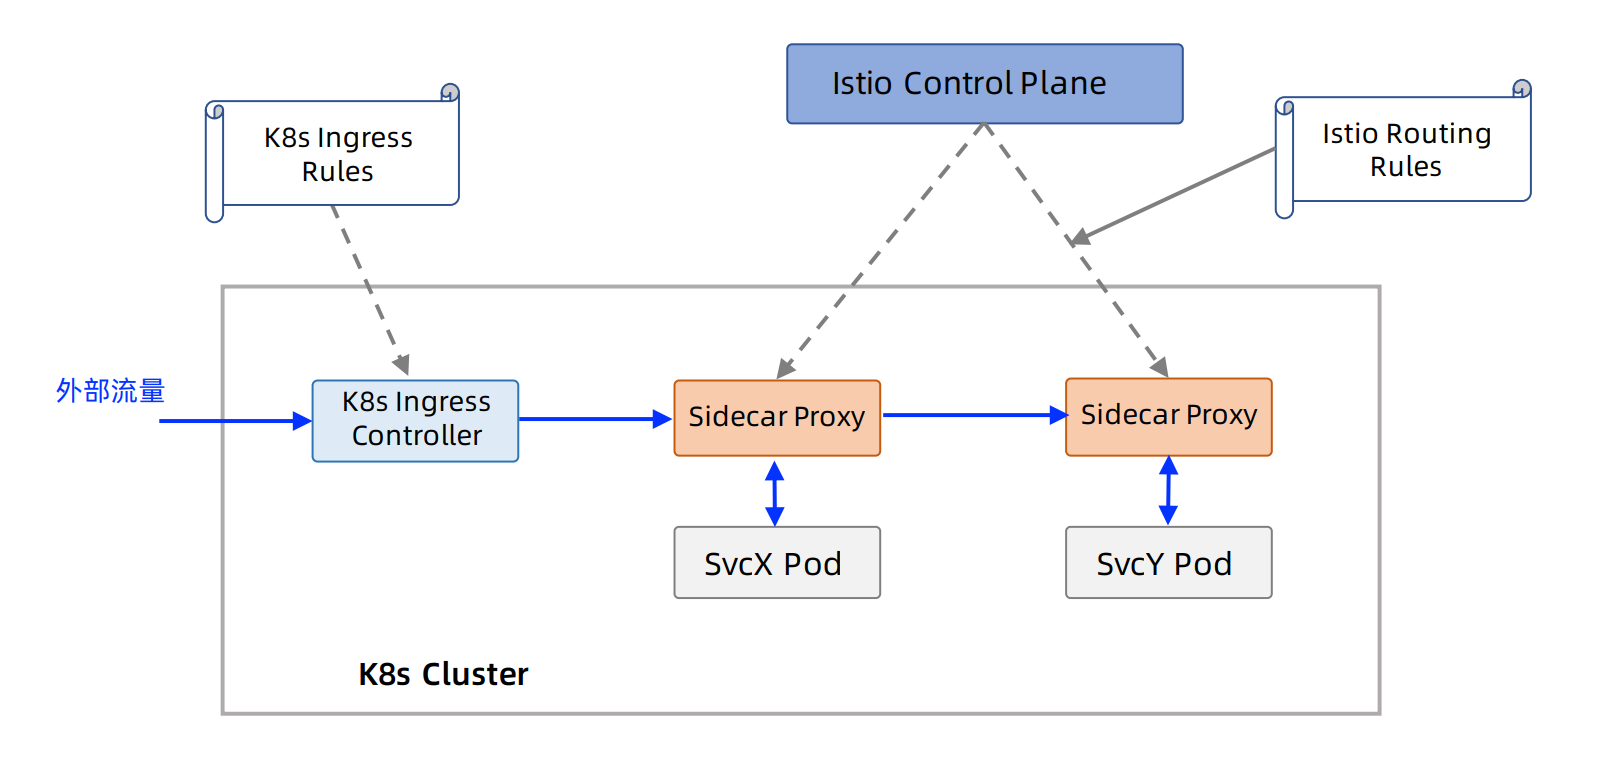 Istio Control Plane
K8s Ingress
Rules
Istio Routing
Rules
外部流量
K8s Ingress
Controller
Sidecar Proxy
Sidecar Proxy
SvcX Pod
SvcY Pod
K8s Cluster